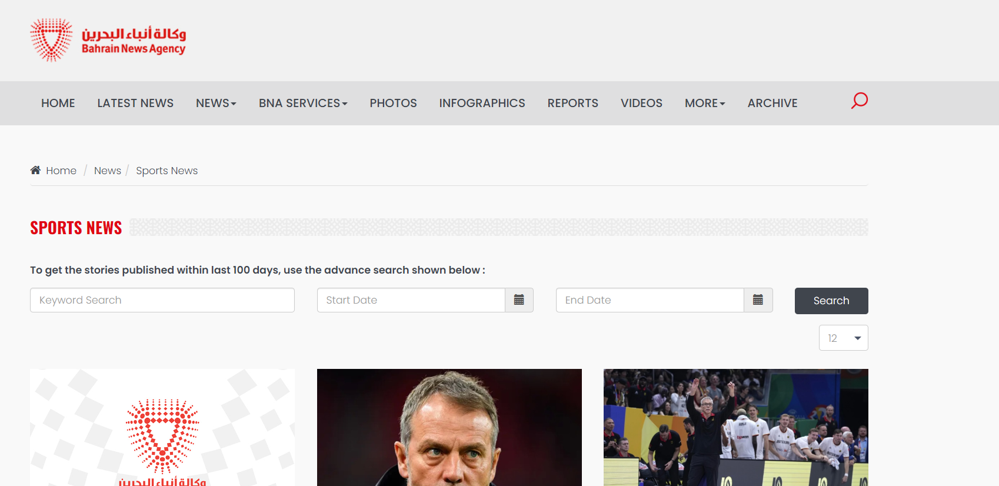 وكالة أنباء البحرين
Bahrain News Agency
HOME LATEST NEWS NEWS BNA SERVICES PHOTOS INFOGRAPHICS REPORTS VIDEOS MORE ARCHIVE
Home / News / Sports News
SPORTS NEWS
To get the stories published within last 100 days, use the advance search shown below :
Keyword Search Start Date End Date Search
12
وكالة أنباء البحرين